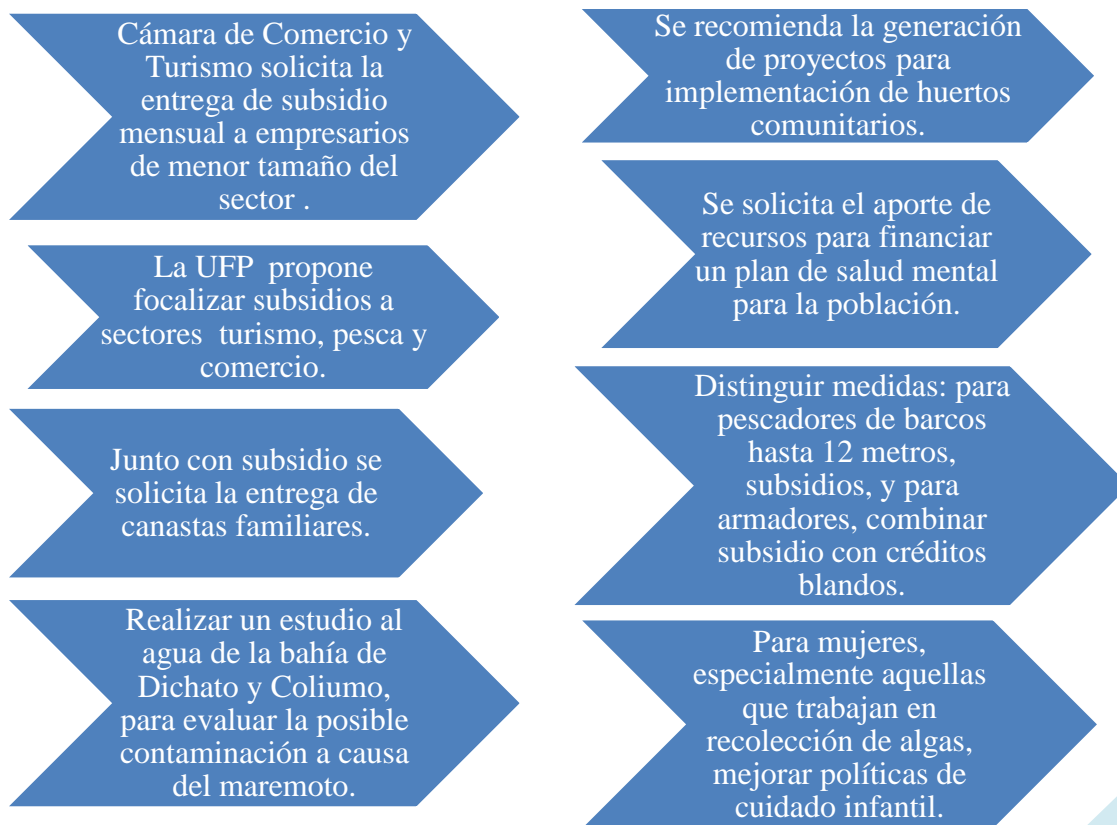 Cámara de Comercio y
Turismo solicita la
entrega de subsidio
mensual a empresarios
de menor tamaño del
sector .
La UFP propone
focalizar subsidios a
sectores turismo, pesca y
comercio.
Junto con subsidio se
solicita la entrega de
canastas familiares.
Realizar un estudio al
agua de la bahía de
Dichato y Coliumo,
para evaluar la posible
contaminación a causa
del maremoto.
Se recomienda la generación
de proyectos para
implementación de huertos
comunitarios.
Se solicita el aporte de
recursos para financiar
un plan de salud mental
para la población.
Distinguir medidas: para
pescadores de barcos
hasta 12 metros,
subsidios, y para
armadores, combinar
subsidio con créditos
blandos.
Para mujeres,
especialmente aquellas
que trabajan en
recolección de algas,
mejorar políticas de
cuidado infantil.